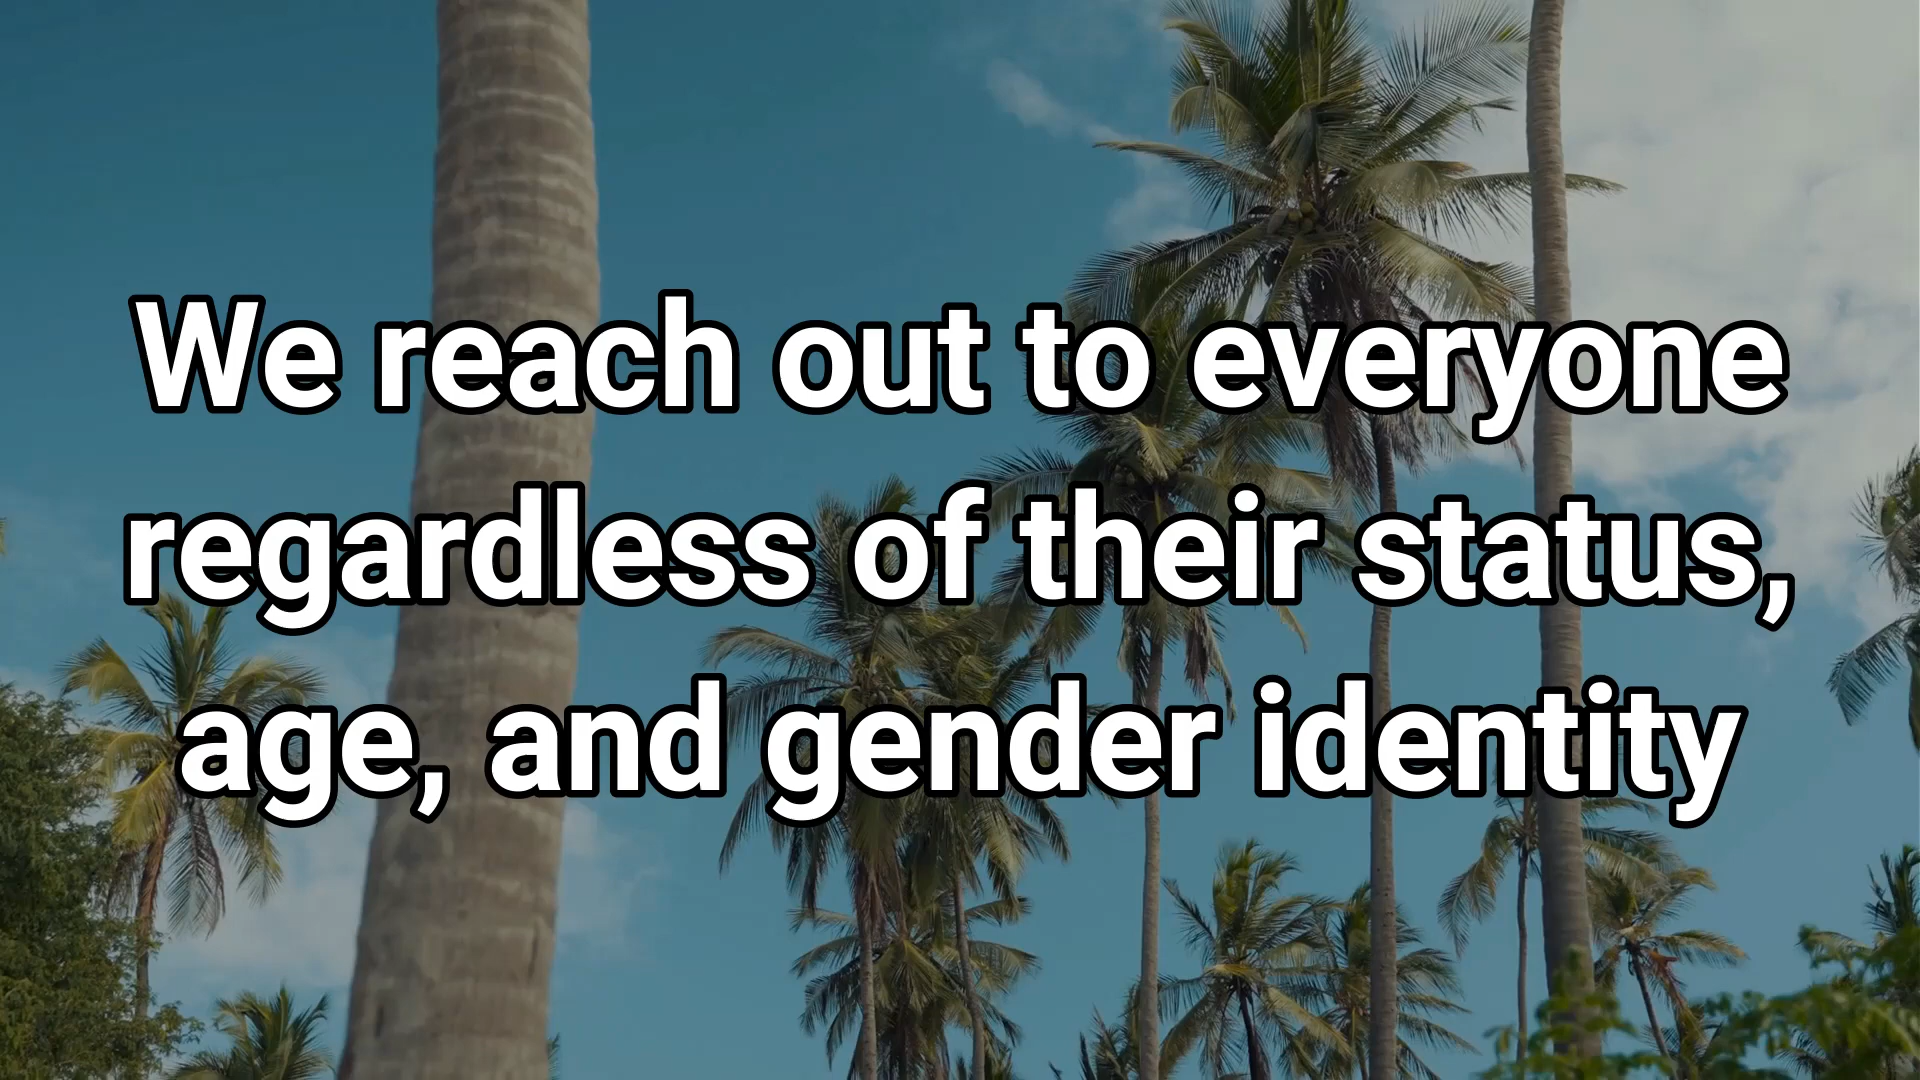 We reach out to everyone
regardless of their status,
age, and gender identity